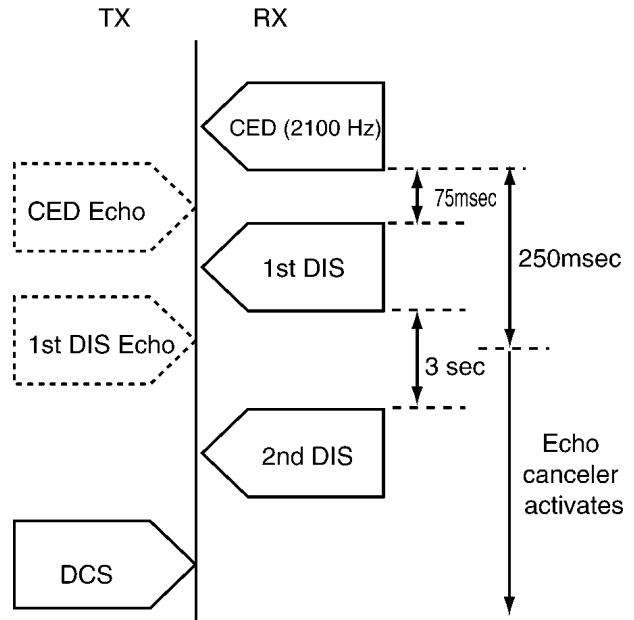 TX
RX
CED (2100 Hz)
CED Echo
75msec
250msec
1st DIS
1st DIS Echo
3 sec
2nd DIS
Echo
canceler
activates
DCS